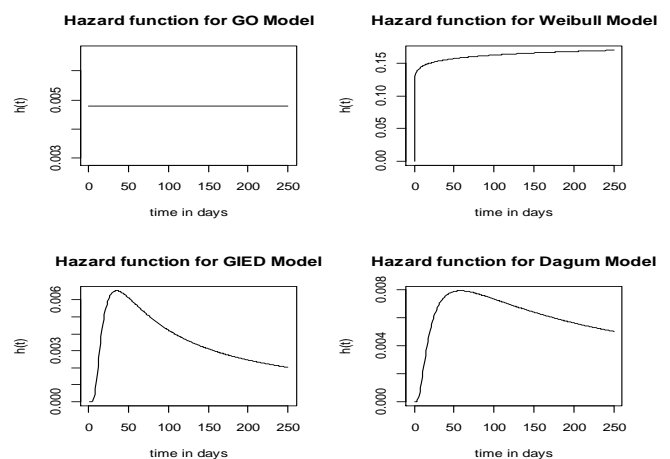 Hazard function for GO Model
h(t)
0.003 0.005
0 50 100 150 200 250
time in days
Hazard function for Weibull Model
h(t)
0.00 0.05 0.10 0.15
0 50 100 150 200 250
time in days
Hazard function for GIED Model
h(t)
0.000 0.003 0.006
0 50 100 150 200 250
time in days
Hazard function for Dagum Model
h(t)
0.000 0.004 0.008
0 50 100 150 200 250
time in days